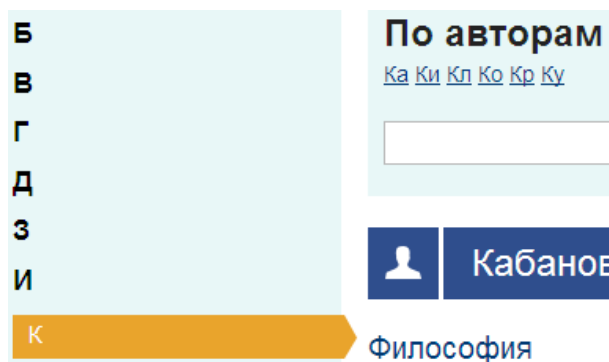 Б
В
Г
Д
З
И
К
По авторам
Ка Ки Кл Ко Кр Ку
Кабанов
Философия